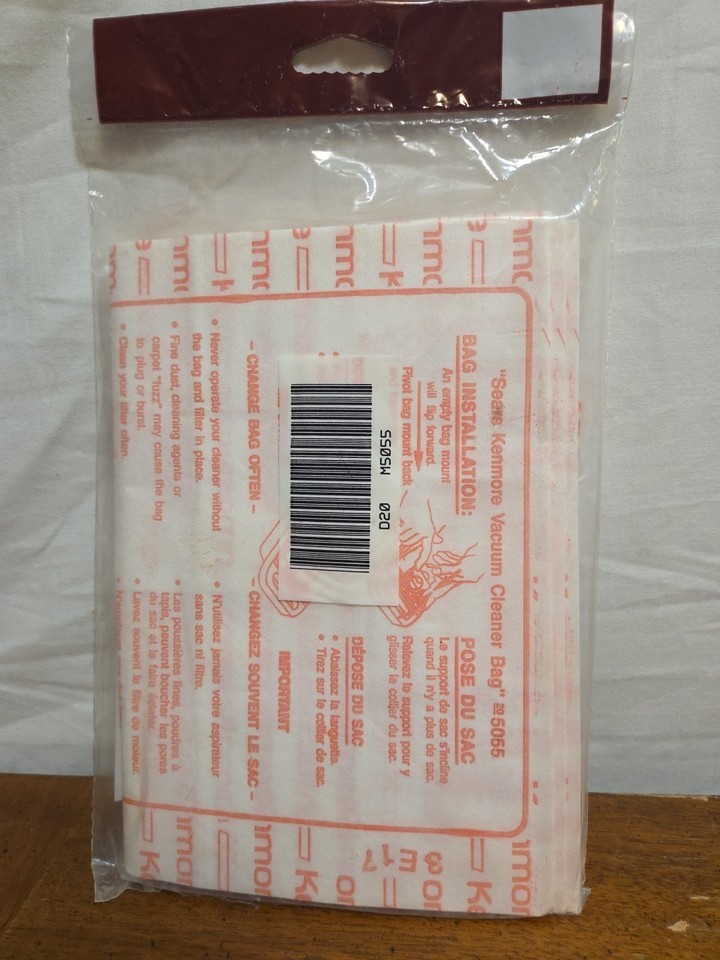 "Sears Kenmore Vacuum Cleaner Bag" 20 5055
BAG INSTALLATION:
An empty bag mount
will flip forward.
Pivot bag mount back
- CHANGE BAG OFTEN -
• Never operate your cleaner without
the bag and filter in place.
• Fine dust, cleaning agents or
carpet "fuzz" may cause the bag
to plug or burst.
• Clean your filter often.
POSE DU SAC
Le support de sac s'incline
quand il n'y a plus de sac.
Relevez le support pour y
glisser le collier du sac.
DÉPOSE DU SAC
• Abaissez la languette.
• Tirez sur le collier de sac.
IMPORTANT
- CHANGEZ SOUVENT LE SAC -
• N'utilisez jamais votre aspirateur
sans sac ni filtre.
• Les poussières fines, poudres à
tapis, peuvent boucher les pores
du sac et le faire éclater.
• Lavez souvent le filtre de moteur.
D20 M5055
8 E17